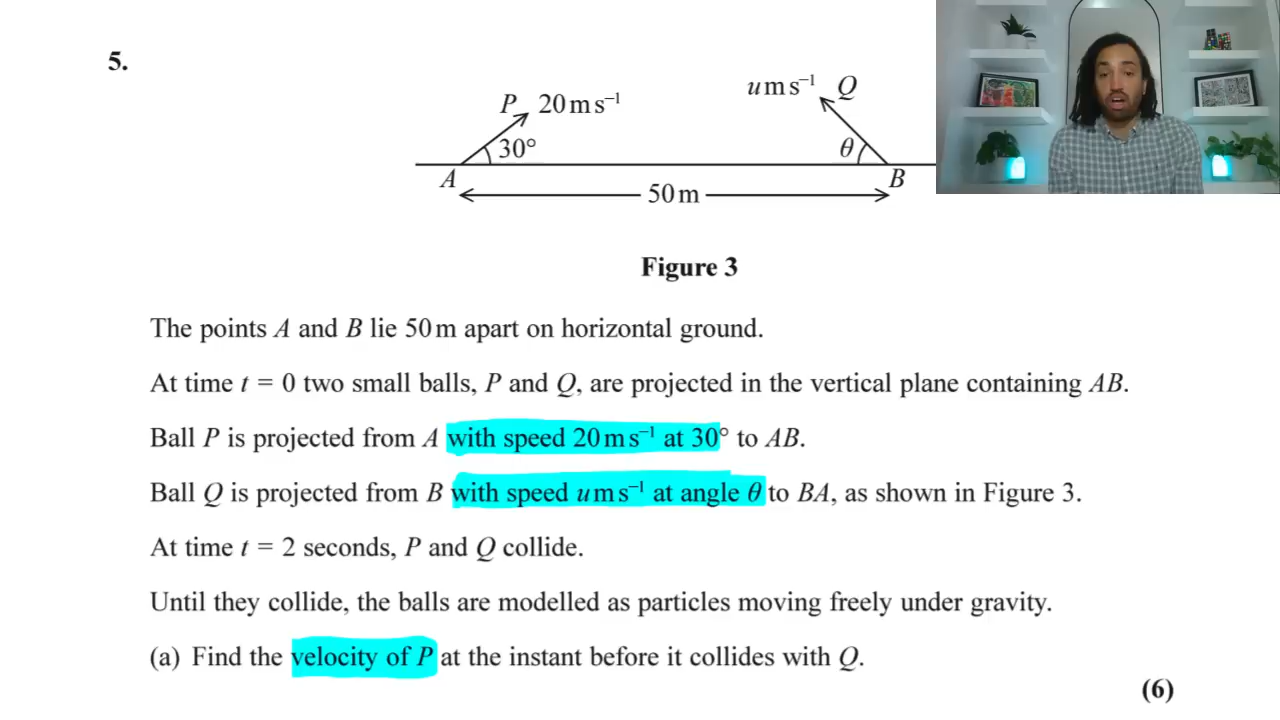 5.
P 20 m s⁻¹
u m s⁻¹ Q
30°
θ
A
B
50 m
Figure 3
The points A and B lie 50 m apart on horizontal ground.
At time t = 0 two small balls, P and Q, are projected in the vertical plane containing AB.
Ball P is projected from A with speed 20 m s⁻¹ at 30° to AB.
Ball Q is projected from B with speed u m s⁻¹ at angle θ to BA, as shown in Figure 3.
At time t = 2 seconds, P and Q collide.
Until they collide, the balls are modelled as particles moving freely under gravity.
(a) Find the velocity of P at the instant before it collides with Q.
(6)